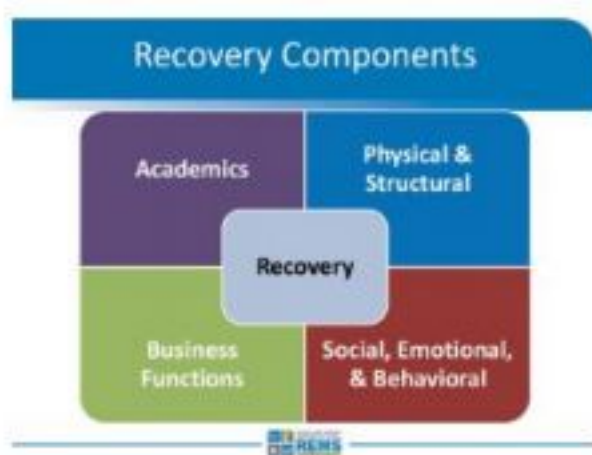 Recovery Components
Academics
Physical &
Structural
Recovery
Business
Functions
Social, Emotional,
& Behavioral
REMS